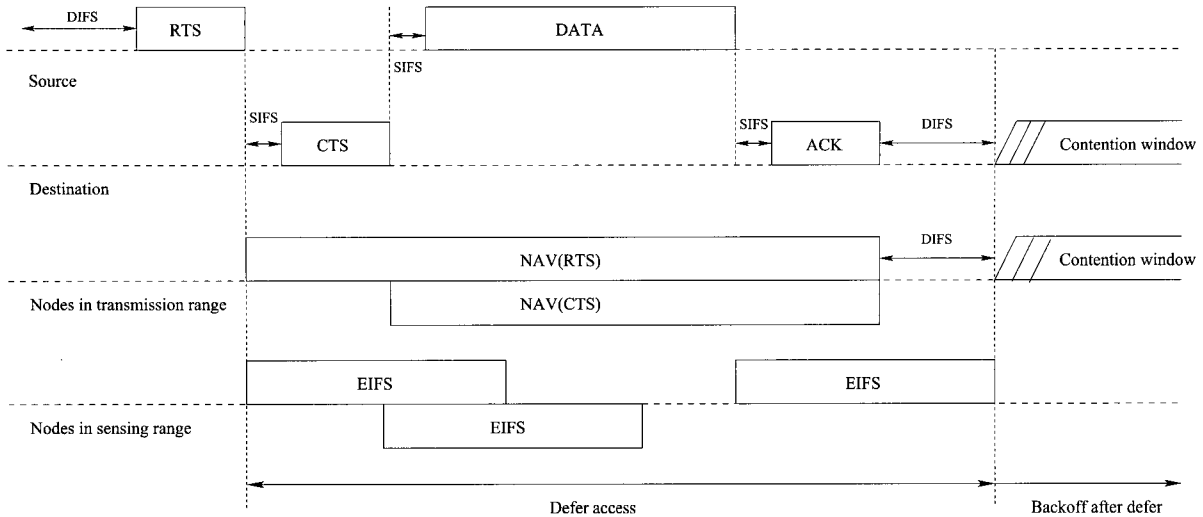 DIFS
RTS
DATA
SIFS
Source
SIFS
CTS
SIFS
ACK
DIFS
Contention window
Destination
NAV(RTS)
DIFS
Contention window
Nodes in transmission range
NAV(CTS)
EIFS
EIFS
Nodes in sensing range
EIFS
Defer access
Backoff after defer